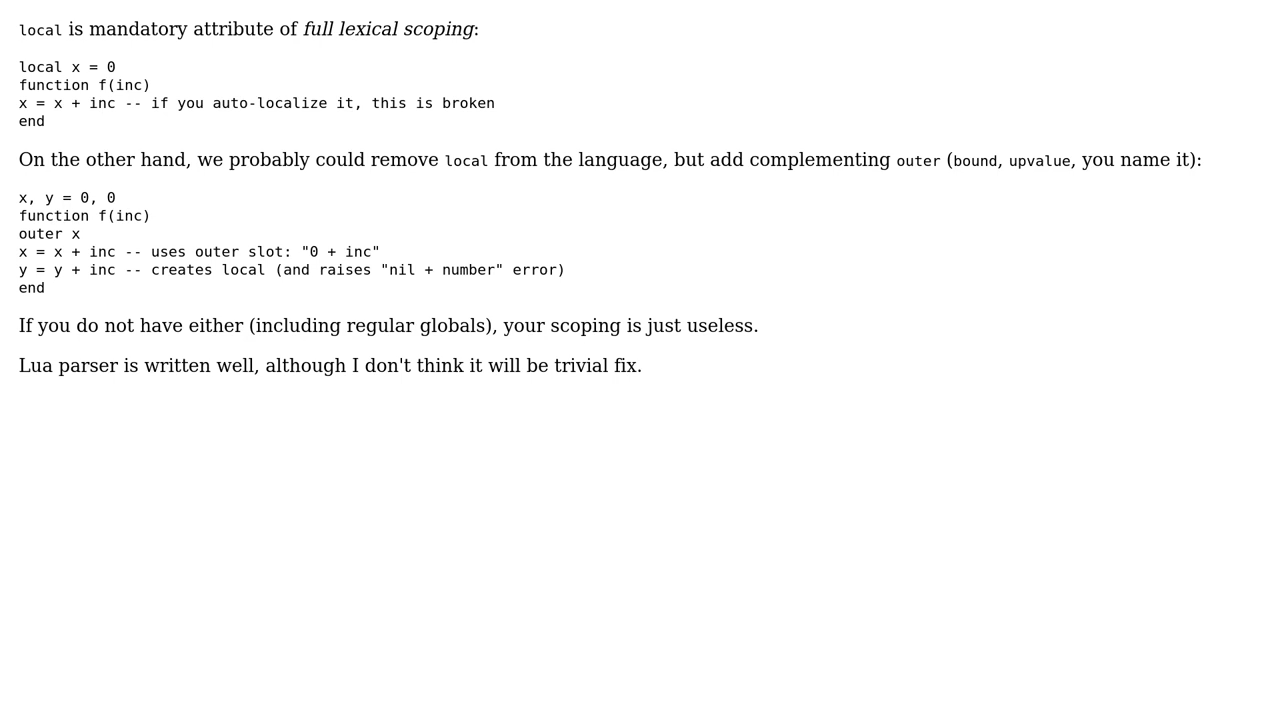 local is mandatory attribute of full lexical scoping:
local x = 0
function f(inc)
x = x + inc -- if you auto-localize it, this is broken
end
On the other hand, we probably could remove local from the language, but add complementing outer (bound, upvalue, you name it):
x, y = 0, 0
function f(inc)
outer x
x = x + inc -- uses outer slot: "0 + inc"
y = y + inc -- creates local (and raises "nil + number" error)
end
If you do not have either (including regular globals), your scoping is just useless.
Lua parser is written well, although I don't think it will be trivial fix.